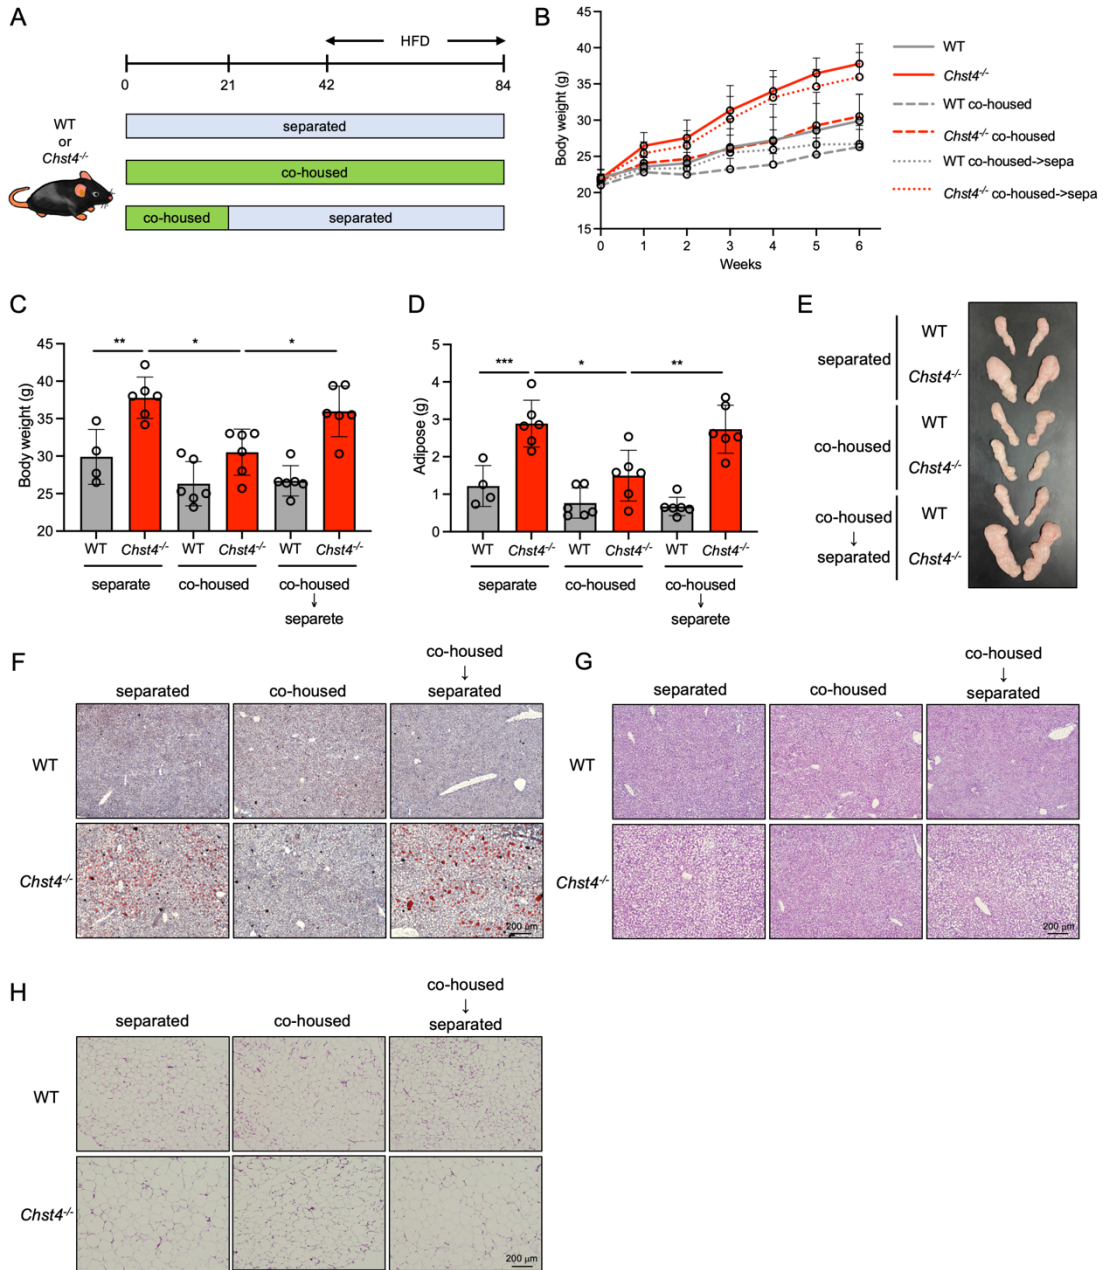 A
HFD
0
21
42
84
WT
or
Chst4-/-
separated
co-housed
co-housed
separated
B
Body weight (g)
45
40
35
30
25
20
15
0
1
2
3
4
5
6
Weeks
WT
Chst4-/-
WT co-housed
Chst4-/- co-housed
WT co-housed->sepa
Chst4-/- co-housed->sepa
C
Body weight (g)
45
40
35
30
25
20
**
*
*
WT
Chst4-/-
WT
Chst4-/-
WT
Chst4-/-
separate
co-housed
co-housed
↓
separete
D
Adipose (g)
5
4
3
2
1
0
***
*
**
WT
Chst4-/-
WT
Chst4-/-
WT
Chst4-/-
separate
co-housed
co-housed
↓
separete
E
separated
WT
Chst4-/-
co-housed
WT
Chst4-/-
co-housed
↓
separated
WT
Chst4-/-
F
separated
co-housed
co-housed
↓
separated
WT
Chst4-/-
200 μm
G
separated
co-housed
co-housed
↓
separated
WT
Chst4-/-
200 μm
H
separated
co-housed
co-housed
↓
separated
WT
Chst4-/-
200 μm